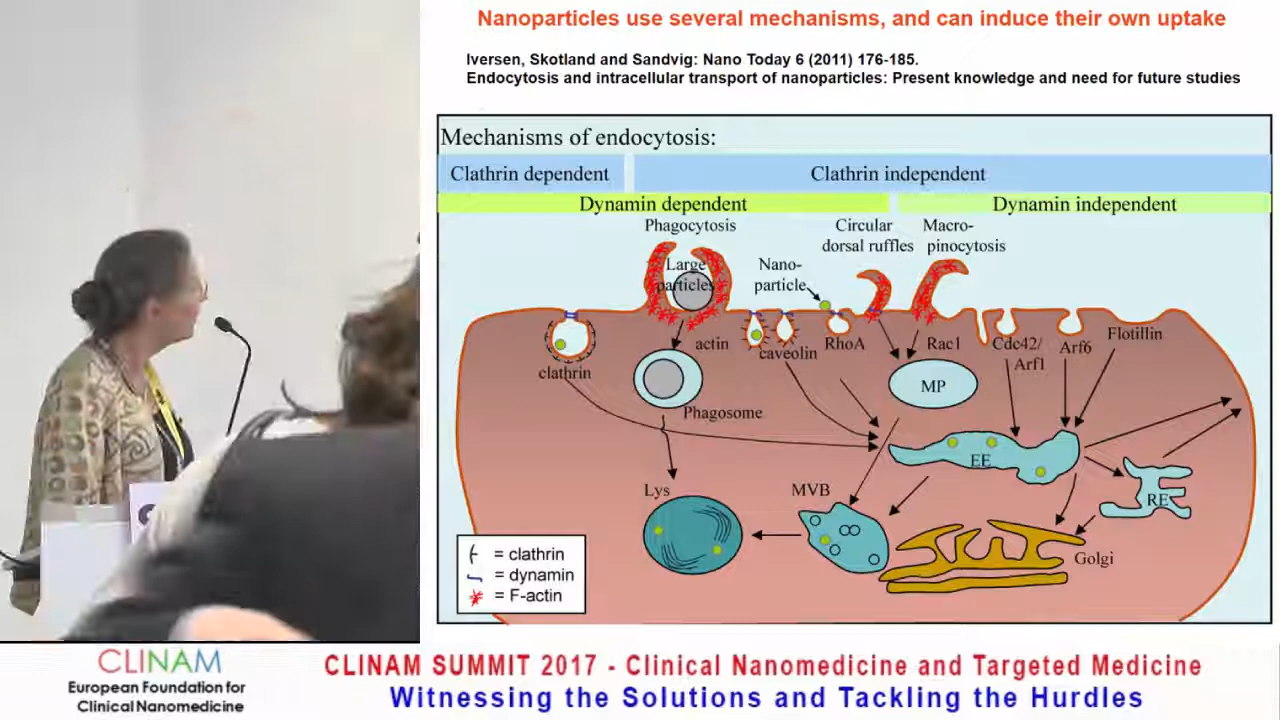 Nanoparticles use several mechanisms, and can induce their own uptake
Iversen, Skotland and Sandvig: Nano Today 6 (2011) 176-185.
Endocytosis and intracellular transport of nanoparticles: Present knowledge and need for future studies
Mechanisms of endocytosis:
Clathrin dependent
Clathrin independent
Dynamin dependent
Dynamin independent
Phagocytosis
Circular
dorsal ruffles
Macro-
pinocytosis
Large
particles
Nano-
particle
actin
caveolin
RhoA
Rac1
Cdc42/
Arf1
Arf6
Flotillin
clathrin
MP
Phagosome
EE
Lys
MVB
RE
Golgi
= clathrin
= dynamin
= F-actin
CLINAM
European Foundation for
Clinical Nanomedicine
CLINAM SUMMIT 2017 - Clinical Nanomedicine and Targeted Medicine
Witnessing the Solutions and Tackling the Hurdles